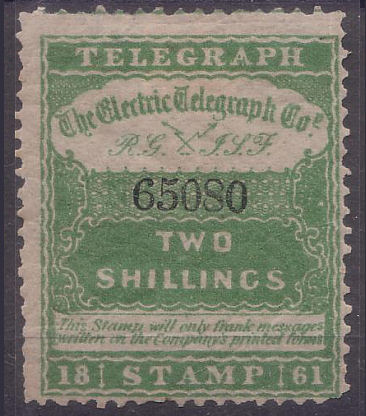 TELEGRAPH
The Electric Telegraph Coy.
R.G. J.S.F.
65080
TWO
SHILLINGS
This Stamp will only frank messages
written on the Company's printed forms
18 STAMP 61